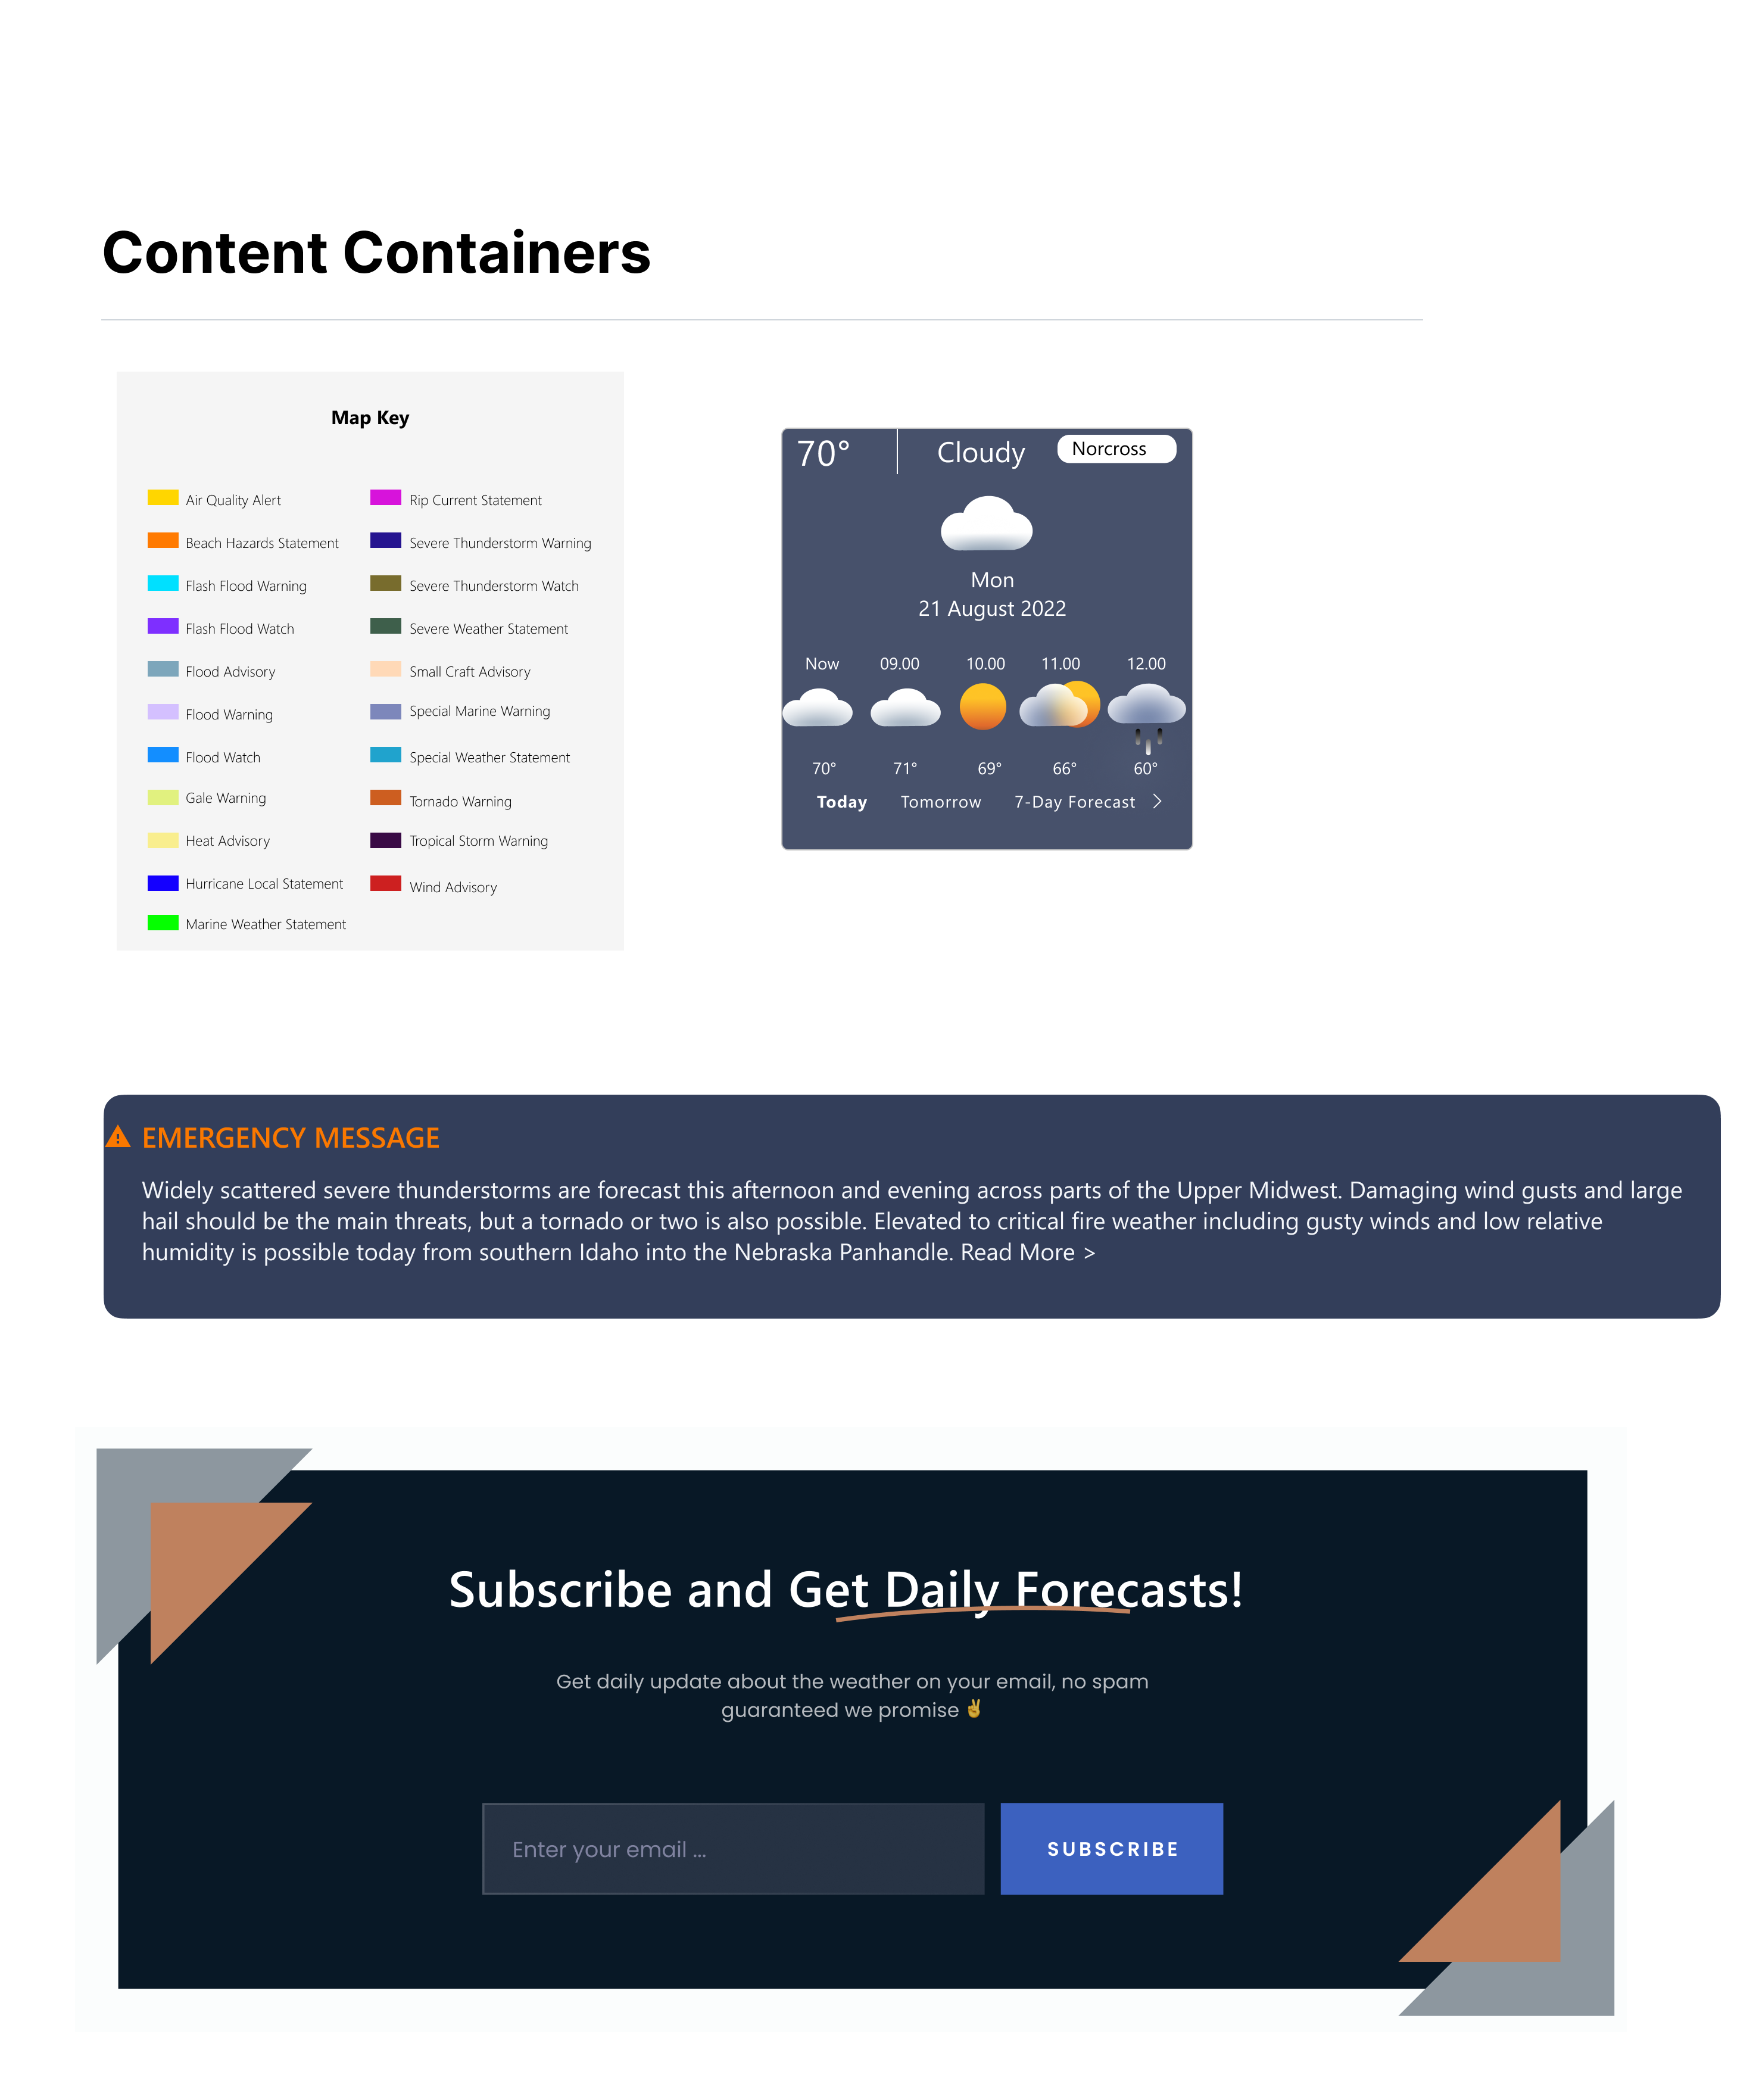 Content Containers
Map Key
Air Quality Alert
Beach Hazards Statement
Flash Flood Warning
Flash Flood Watch
Flood Advisory
Flood Warning
Flood Watch
Gale Warning
Heat Advisory
Hurricane Local Statement
Marine Weather Statement
Rip Current Statement
Severe Thunderstorm Warning
Severe Thunderstorm Watch
Severe Weather Statement
Small Craft Advisory
Special Marine Warning
Special Weather Statement
Tornado Warning
Tropical Storm Warning
Wind Advisory
70° Cloudy Norcross
Mon
21 August 2022
Now 09.00 10.00 11.00 12.00
70° 71° 69° 66° 60°
Today Tomorrow 7-Day Forecast >
EMERGENCY MESSAGE
Widely scattered severe thunderstorms are forecast this afternoon and evening across parts of the Upper Midwest. Damaging wind gusts and large
hail should be the main threats, but a tornado or two is also possible. Elevated to critical fire weather including gusty winds and low relative
humidity is possible today from southern Idaho into the Nebraska Panhandle. Read More >
Subscribe and Get Daily Forecasts!
Get daily update about the weather on your email, no spam
guaranteed we promise ✌
Enter your email ...
SUBSCRIBE